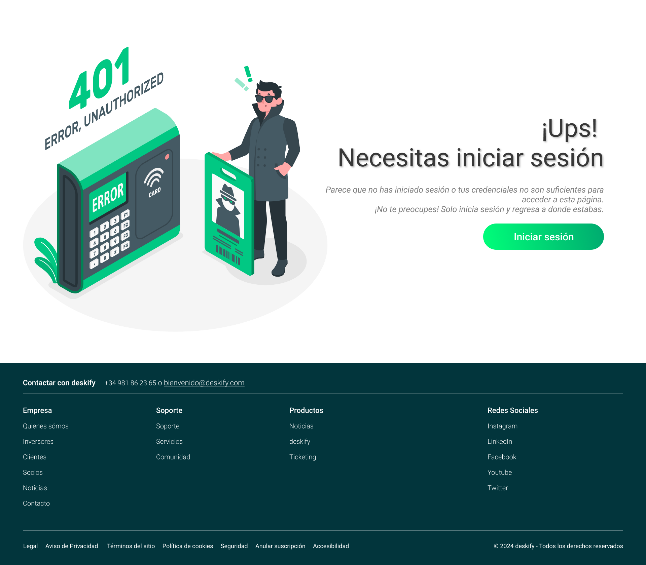 401
ERROR, UNAUTHORIZED
ERROR
CARD
¡Ups!
Necesitas iniciar sesión
Parece que no has iniciado sesión o tus credenciales no son suficientes para
acceder a esta página.
¡No te preocupes! Solo inicia sesión y regresa a donde estabas.
Iniciar sesión
Contactar con deskify +34 981 86 23 65 o bienvenido@deskify.com
Empresa Soporte Productos Redes Sociales
Quienes somos Soporte Noticias Instagram
Inversores Servicios deskify LinkedIn
Clientes Comunidad Ticketing Facebook
Socios Youtube
Noticias Twitter
Contacto
Legal Aviso de Privacidad Términos del sitio Política de cookies Seguridad Anular suscripción Accesibilidad © 2024 deskify - Todos los derechos reservados